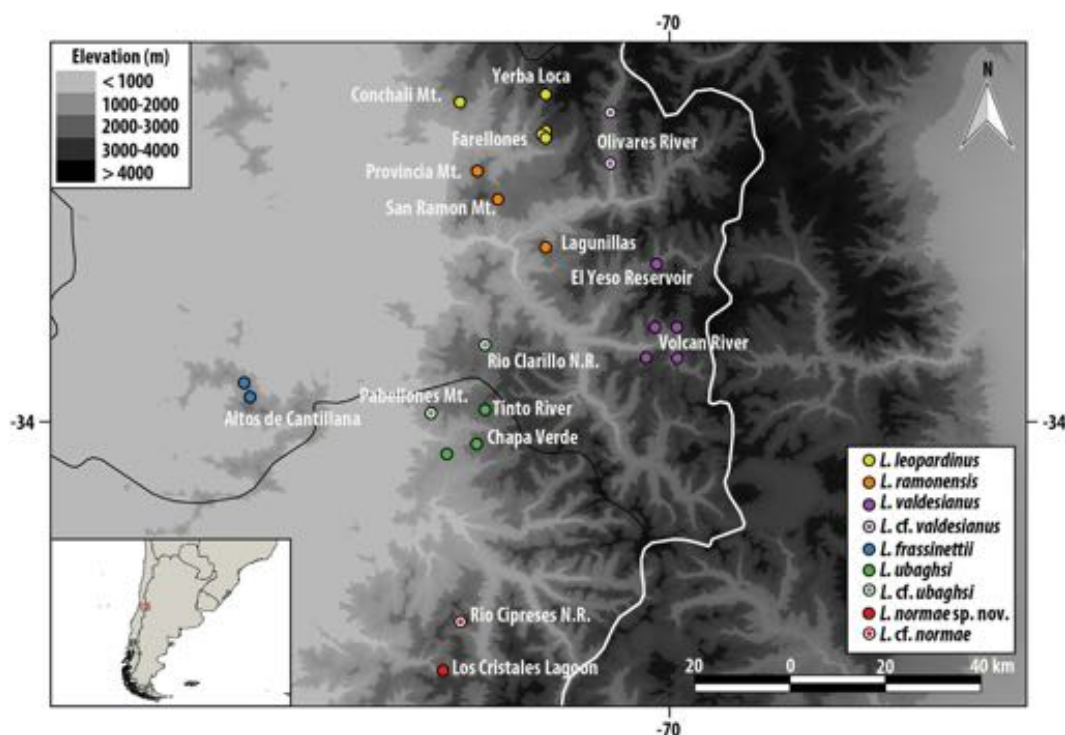 -70
Elevation (m)
< 1000
1000-2000
2000-3000
3000-4000
> 4000
Yerba Loca
Conchalí Mt.
N
Farellones
Olivares River
Provincia Mt.
San Ramon Mt.
Lagunillas
El Yeso Reservoir
Volcan River
Rio Clarillo N.R.
Pabellones Mt.
Tinto River
Altos de Cantillana
-34
-34
Chapa Verde
L. leopardinus
L. ramonensis
L. valdesianus
L. cf. valdesianus
L. frassinettii
L. ubaghsi
L. cf. ubaghsi
L. normae sp. nov.
L. cf. normae
Rio Cipreses N.R.
Los Cristales Lagoon
20 0 20 40 km
-70